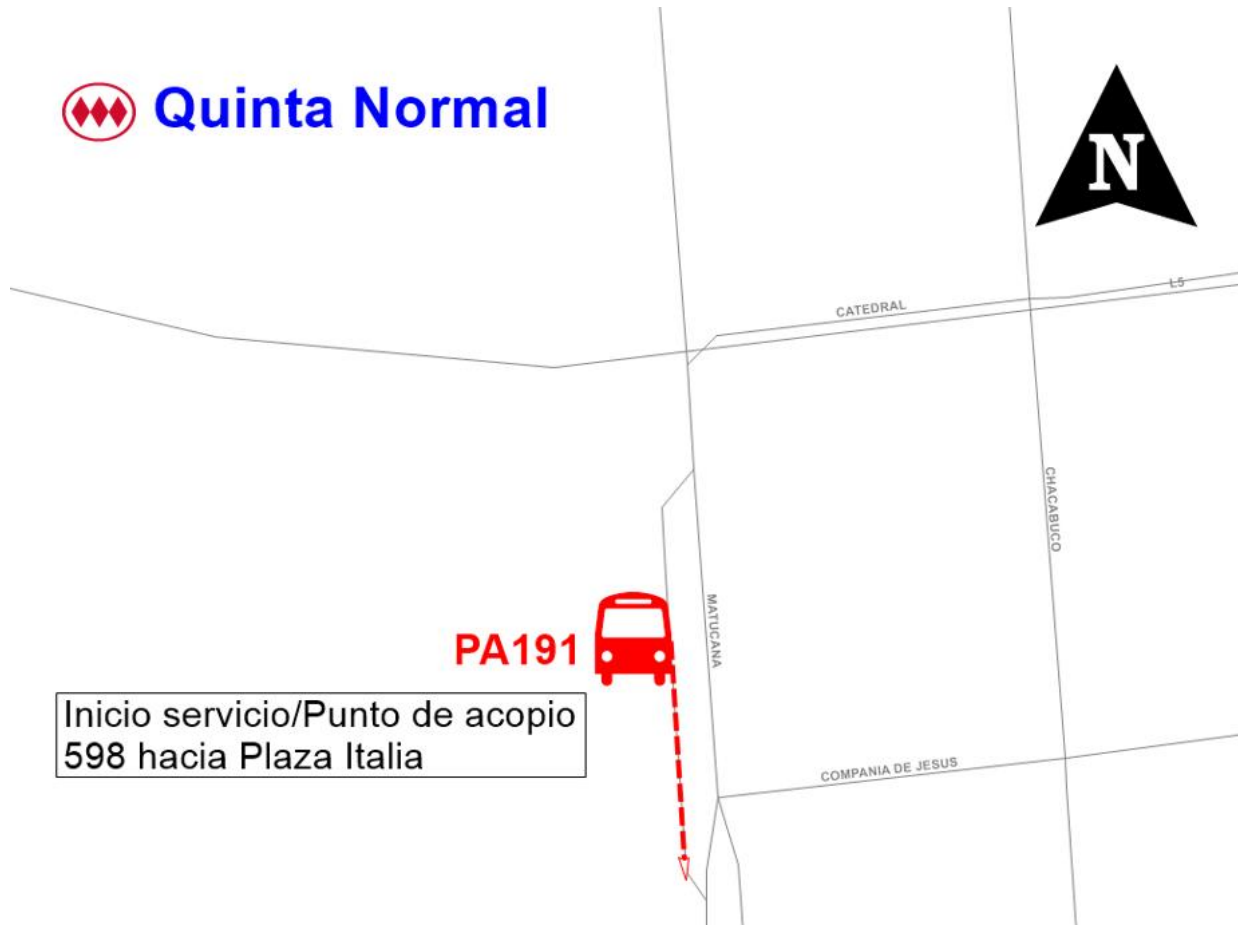 Quinta Normal
N
CATEDRAL
L5
CHACABUCO
MATUCANA
PA191
Inicio servicio/Punto de acopio
598 hacia Plaza Italia
COMPANIA DE JESUS